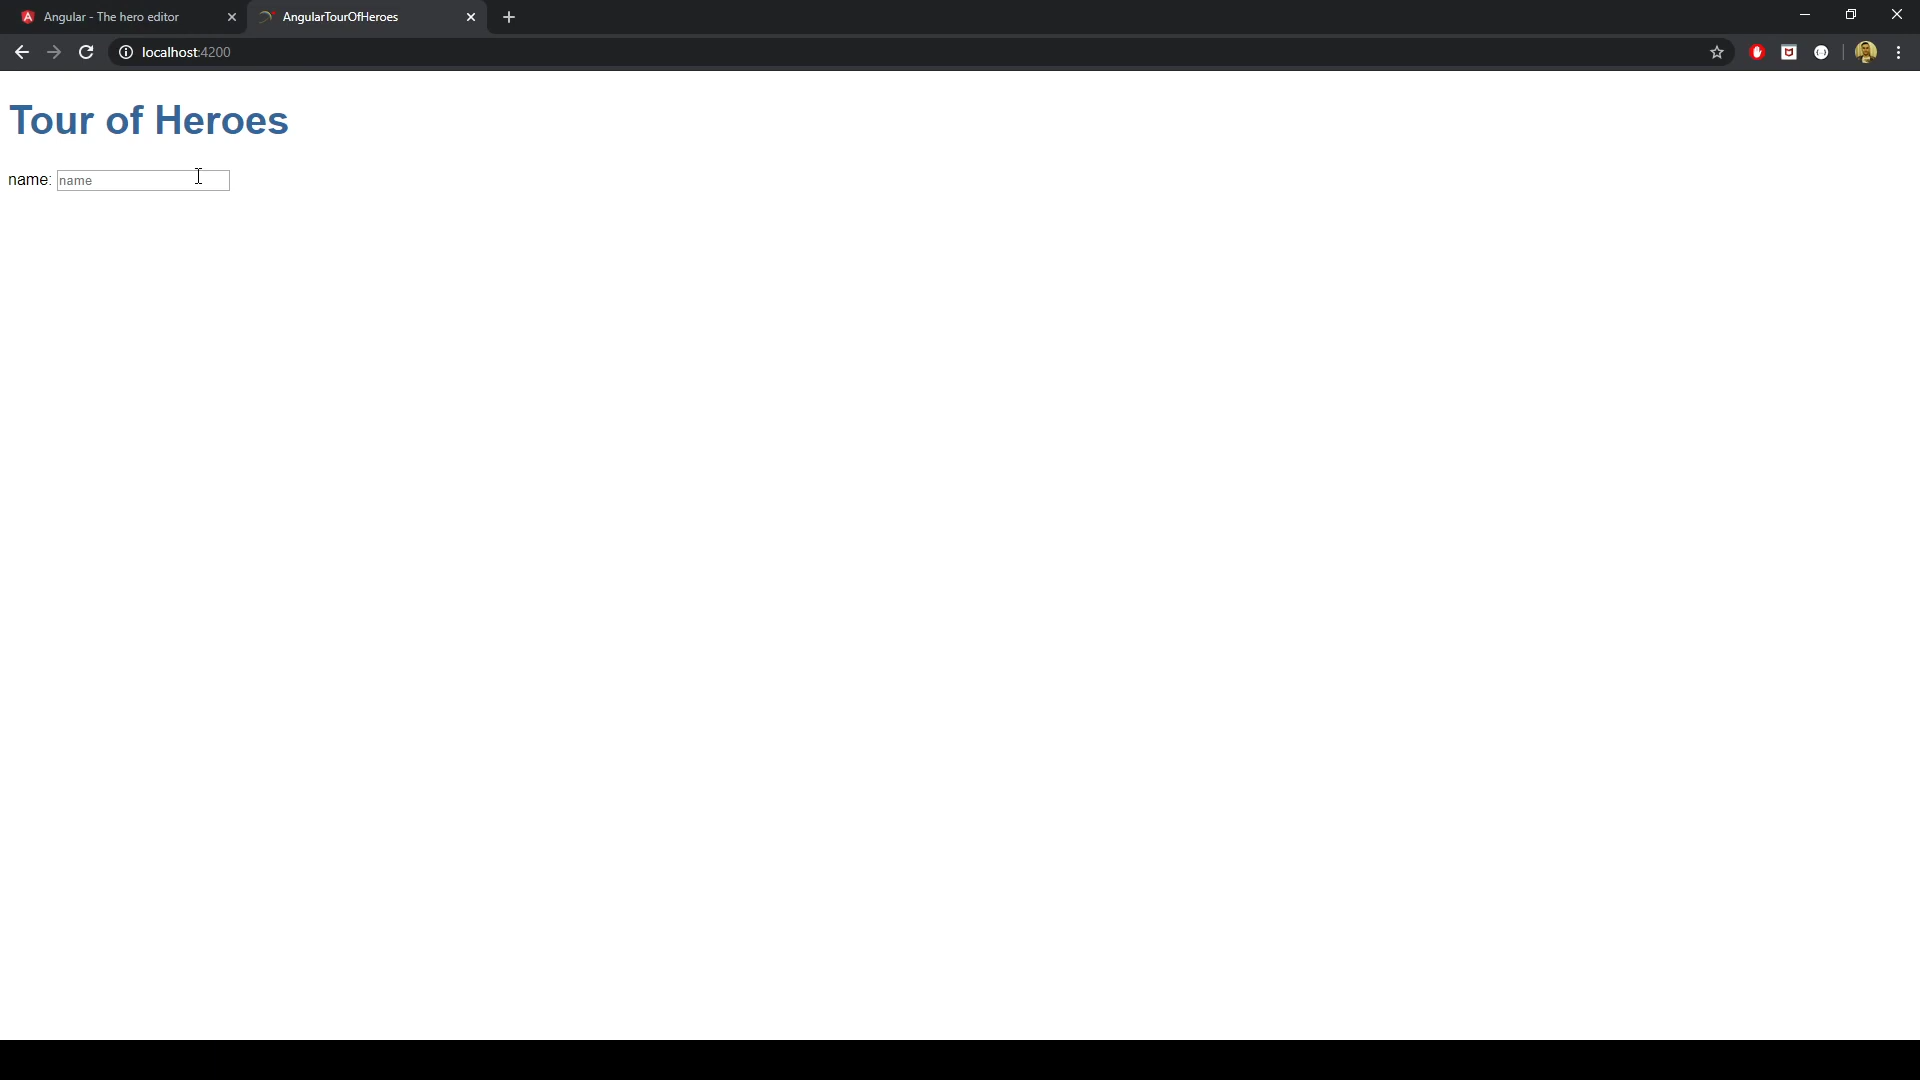 Angular - The hero editor
AngularTourOfHeroes
localhost:4200
Tour of Heroes
name: name